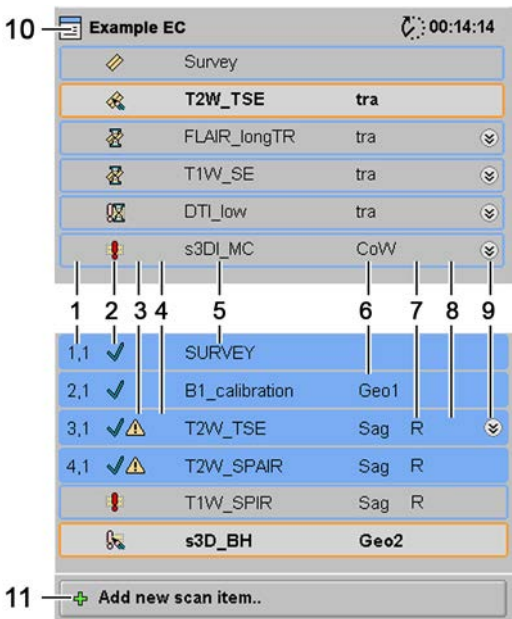 10 Example EC 00:14:14
Survey
T2W_TSE tra
FLAIR_longTR tra
T1W_SE tra
DTI_low tra
s3DI_MC CoW
1 2 3 4 5 6 7 8 9
1,1 SURVEY
2,1 B1_calibration Geo1
3,1 T2W_TSE Sag R
4,1 T2W_SPAIR Sag R
T1W_SPIR Sag R
s3D_BH Geo2
11 Add new scan item..